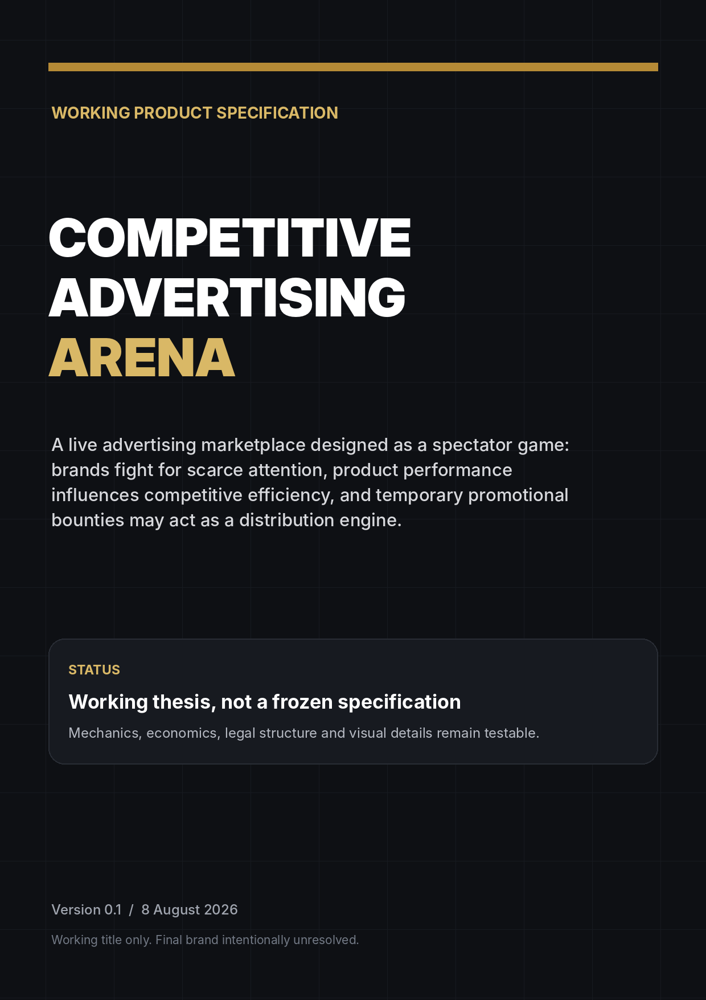 WORKING PRODUCT SPECIFICATION
COMPETITIVE
ADVERTISING
ARENA
A live advertising marketplace designed as a spectator game:
brands fight for scarce attention, product performance
influences competitive efficiency, and temporary promotional
bounties may act as a distribution engine.
STATUS
Working thesis, not a frozen specification
Mechanics, economics, legal structure and visual details remain testable.
Version 0.1 / 8 August 2026
Working title only. Final brand intentionally unresolved.